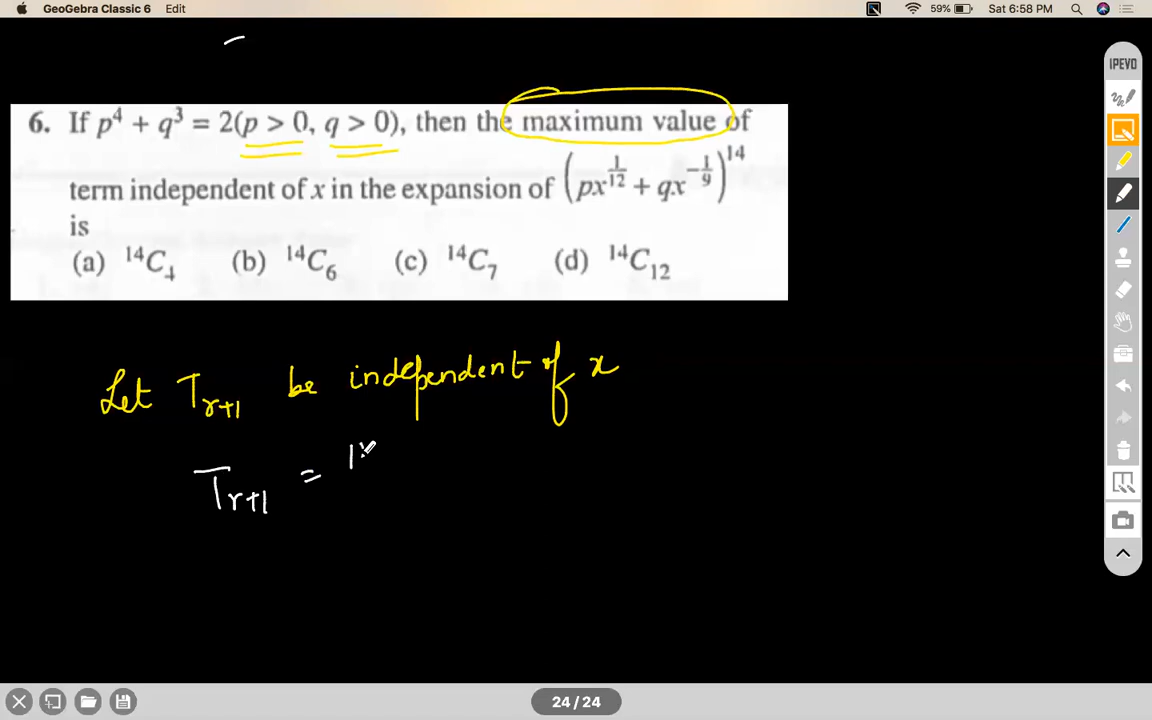 GeoGebra Classic 6 Edit 59% Sat 6:58 PM
IPEVO
6. If p⁴ + q³ = 2(p > 0, q > 0), then the maximum value of
term independent of x in the expansion of (px^{1/12} + qx^{-1/9})^{14}
is
(a) ¹⁴C₄ (b) ¹⁴C₆ (c) ¹⁴C₇ (d) ¹⁴C₁₂
Let T_{r+1} be independent of x
T_{r+1} = 1
24 / 24